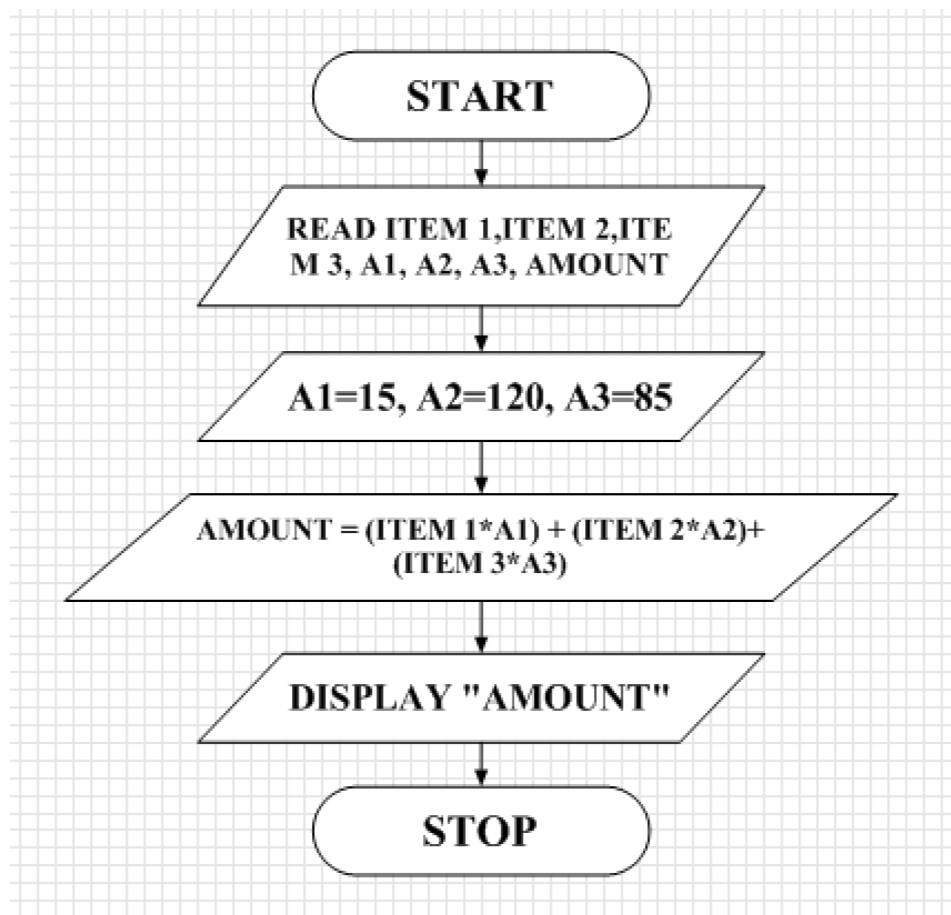 START
READ ITEM 1,ITEM 2,ITE
M 3, A1, A2, A3, AMOUNT
A1=15, A2=120, A3=85
AMOUNT = (ITEM 1*A1) + (ITEM 2*A2)+
(ITEM 3*A3)
DISPLAY "AMOUNT"
STOP